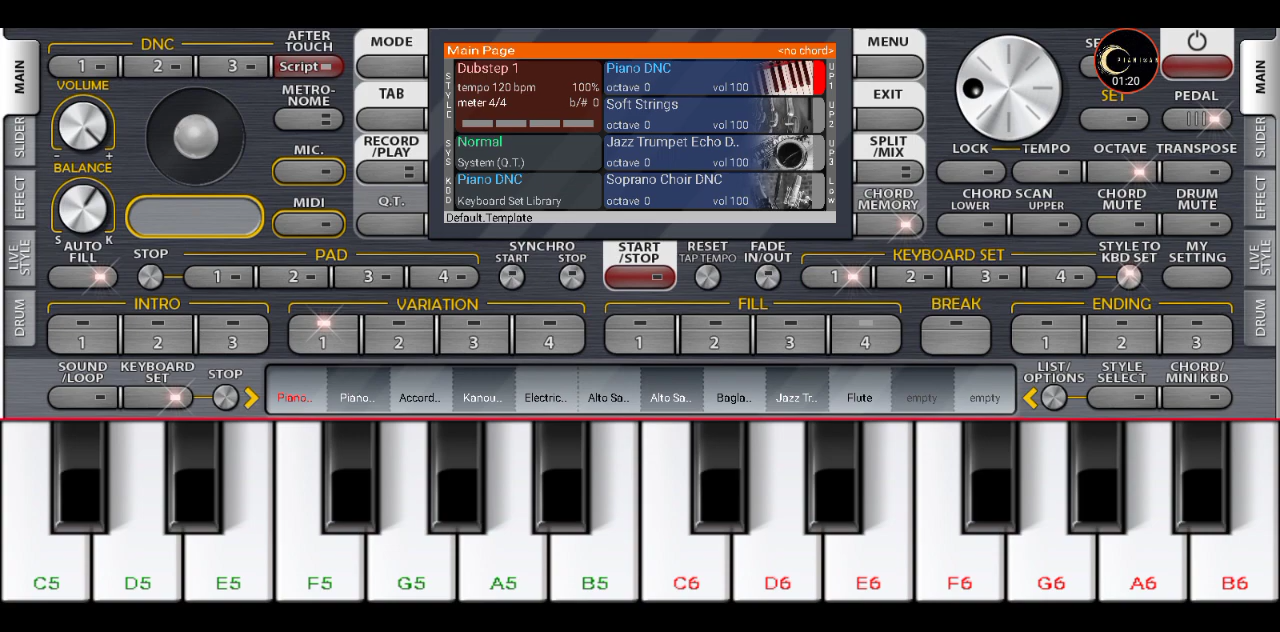 MAIN
SLIDER
EFFECT
LIVE STYLE
DRUM
DNC
1 2 3
AFTER TOUCH
Script
VOLUME
- +
BALANCE
S K
METRO-NOME
MIC.
MIDI
MODE
TAB
RECORD /PLAY
Q.T.
Main Page <no chord>
STYLE
Dubstep 1
tempo 120 bpm 100%
meter 4/4 b/# 0
SYS
Normal
System (Q.T.)
KBD
Piano DNC
Keyboard Set Library
Piano DNC
octave 0 vol 100
UP1
Soft Strings
octave 0 vol 100
UP2
Jazz Trumpet Echo D..
octave 0 vol 100
UP3
Soprano Choir DNC
octave 0 vol 100
Low
Default.Template
MENU
EXIT
SPLIT /MIX
CHORD MEMORY
SE
PIANIMAN
01:20
SET
PEDAL
LOCK TEMPO OCTAVE TRANSPOSE
CHORD SCAN
LOWER UPPER
CHORD MUTE
DRUM MUTE
MAIN
SLIDER
EFFECT
LIVE STYLE
DRUM
AUTO FILL
STOP
PAD
1 2 3 4
SYNCHRO
START STOP
START /STOP
RESET
TAP TEMPO
FADE IN/OUT
KEYBOARD SET
1 2 3 4
STYLE TO KBD SET
MY SETTING
INTRO
1 2 3
VARIATION
1 2 3 4
FILL
1 2 3 4
BREAK
ENDING
1 2 3
SOUND /LOOP
KEYBOARD SET
STOP
Piano.. Piano.. Accord.. Kanou.. Electric.. Alto Sa.. Alto Sa.. Bagla.. Jazz Tr.. Flute empty empty
LIST/ OPTIONS
STYLE SELECT
CHORD/ MINI KBD
C5 D5 E5 F5 G5 A5 B5 C6 D6 E6 F6 G6 A6 B6